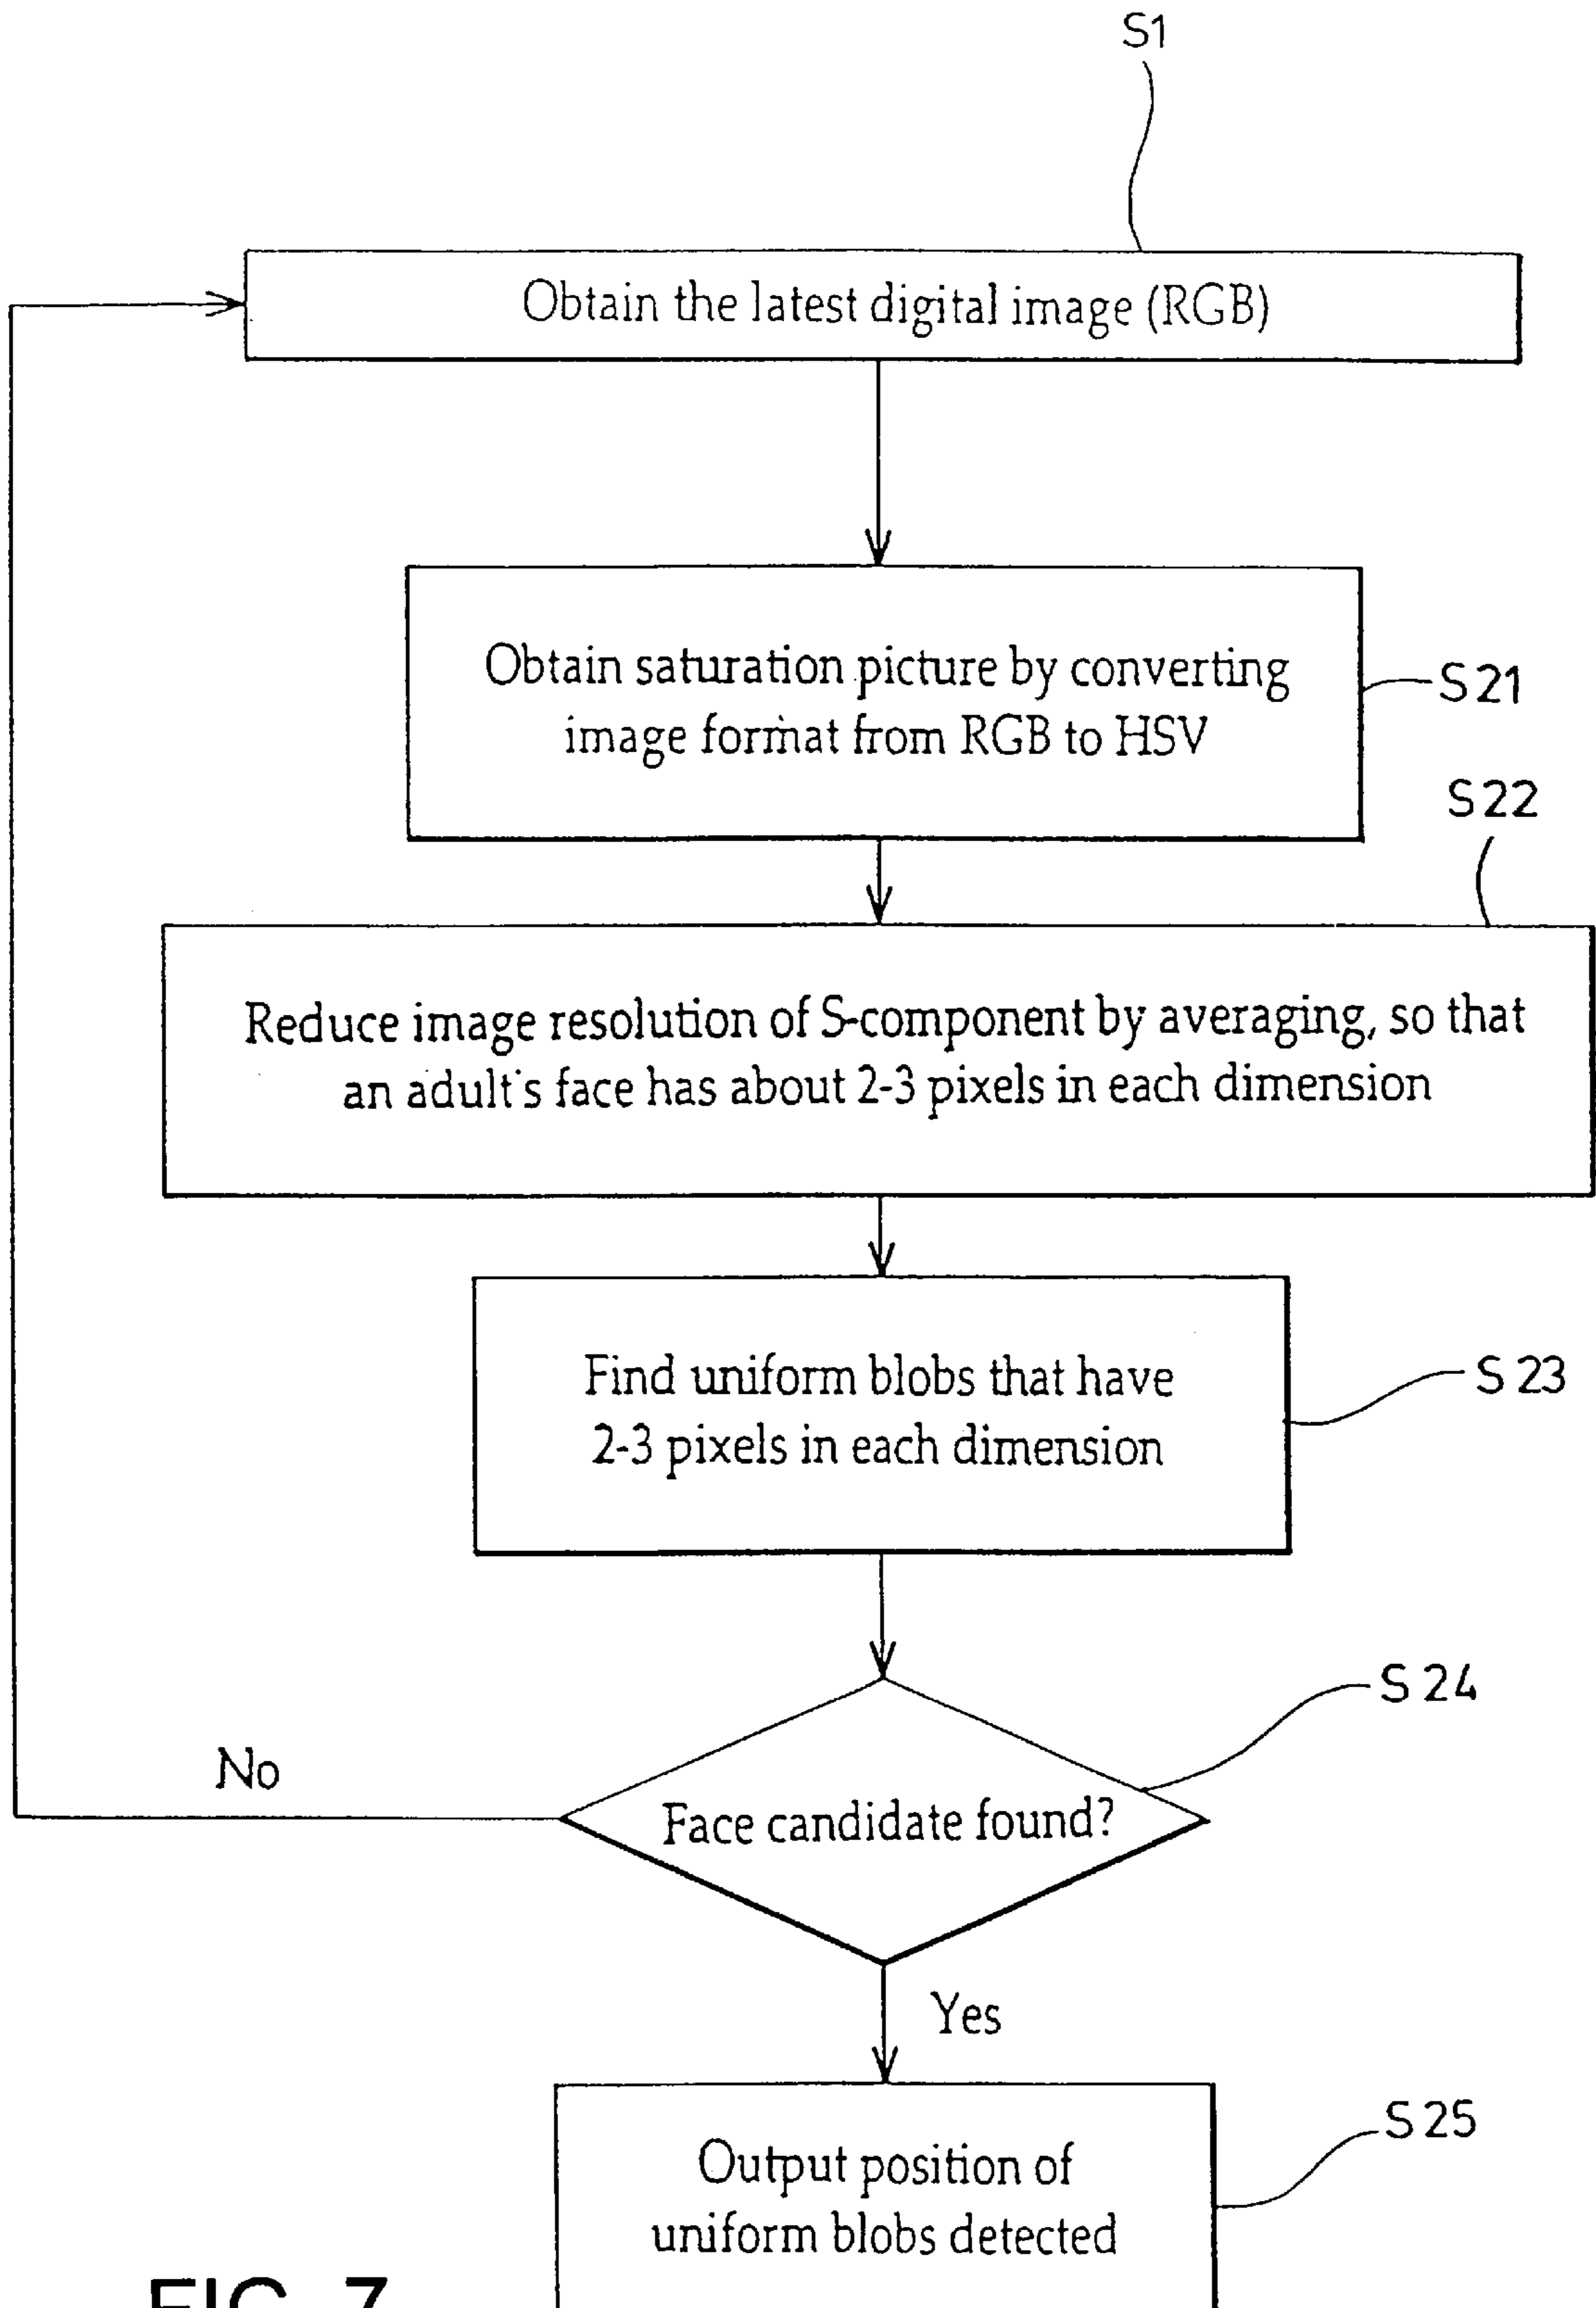 S1
Obtain the latest digital image (RGB)
Obtain saturation picture by converting
image format from RGB to HSV
S21
S22
Reduce image resolution of S-component by averaging, so that
an adult's face has about 2-3 pixels in each dimension
Find uniform blobs that have
2-3 pixels in each dimension
S23
S24
No
Face candidate found?
Yes
Output position of
uniform blobs detected
S25
FIG. 7